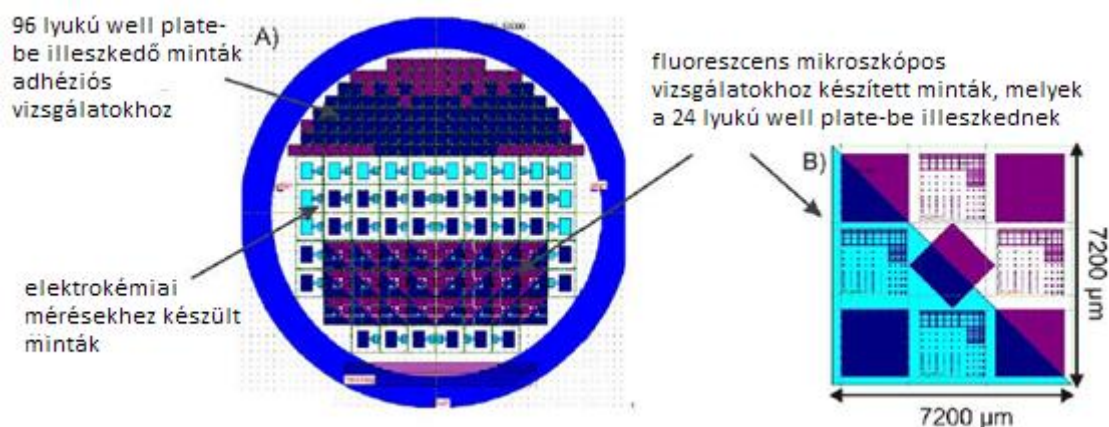 96 lyukú well plate-
be illeszkedő minták
adhéziós
vizsgálatokhoz
A)
fluoreszcens mikroszkópos
vizsgálatokhoz készített minták, melyek
a 24 lyukú well plate-be illeszkednek
B)
elektrokémiai
mérésekhez készült
minták
7200 µm
7200 µm